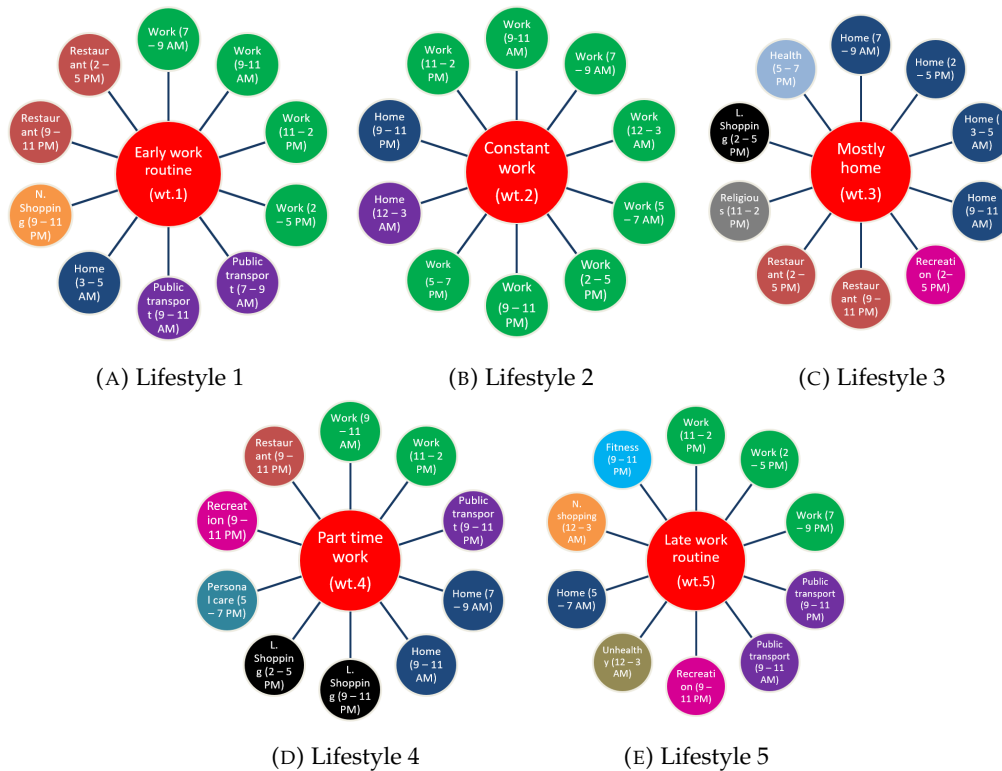 Work (7
– 9 AM)
Work
(9-11
AM)
Work
(11 – 2
PM)
Work (2
– 5 PM)
Public
transpor
t
(7 – 9
AM)
Public
transpor
t (9 – 11
AM)
Home
(3 – 5
AM)
N.
Shoppin
g (9 –
11 PM)
Restaur
ant (9 –
11 PM)
Restaur
ant (2 –
5 PM)
Early work
routine
(wt.1)
(A) Lifestyle 1
Work
(9-11
AM)
Work (7
– 9 AM)
Work
(12 – 3
AM)
Work (5
– 7 AM)
Work
(2 – 5
PM)
Work
(9 – 11
PM)
Work
(5 – 7
PM)
Home
(12 – 3
AM)
Home
(9 – 11
PM)
Work
(11 – 2
PM)
Constant
work
(wt.2)
(B) Lifestyle 2
Home (7
– 9 AM)
Home (2
– 5 PM)
Home (
3 – 5
AM)
Home
(9 – 11
AM)
Recreati
on (2–
5 PM)
Restaur
ant (9 –
11 PM)
Restaur
ant (2 –
5 PM)
Religiou
s (11 – 2
PM)
L.
Shoppin
g (2 – 5
PM)
Health
(5 – 7
PM)
Mostly
home
(wt.3)
(C) Lifestyle 3
Work (9
– 11
AM)
Work
(11 – 2
PM)
Public
transpor
t (9 – 11
PM)
Home (7
– 9 AM)
Home
(9 – 11
AM)
L.
Shoppin
g (9 – 11
PM)
L.
Shoppin
g (2 – 5
PM)
Persona
l care (5
– 7 PM)
Recreat
ion (9 –
11 PM)
Restaur
ant (9 –
11 PM)
Part time
work
(wt.4)
(D) Lifestyle 4
Work
(11 – 2
PM)
Work (2
– 5 PM)
Work (7
– 9 PM)
Public
transport
(9 – 11
PM)
Public
transport
(9 – 11
AM)
Recreati
on (9 –
11 PM)
Unhealth
y (12 – 3
AM)
Home (5
– 7 AM)
N.
shopping
(12 – 3
AM)
Fitness
(9 – 11
PM)
Late work
routine
(wt.5)
(E) Lifestyle 5